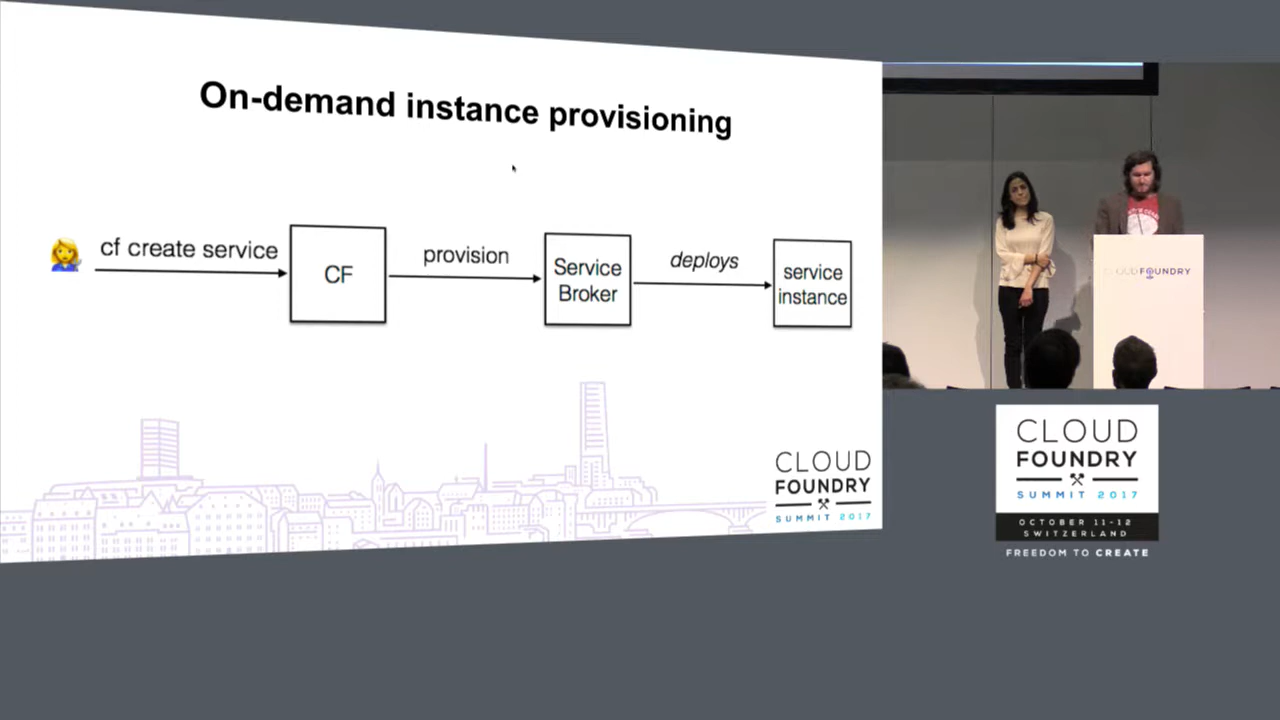 On-demand instance provisioning
cf create service
CF
provision
Service
Broker
deploys
service
instance
CLOUD
FOUNDRY
SUMMIT 2017
CLOUD FOUNDRY
CLOUD
FOUNDRY
SUMMIT 2017
OCTOBER 11-12
SWITZERLAND
FREEDOM TO CREATE